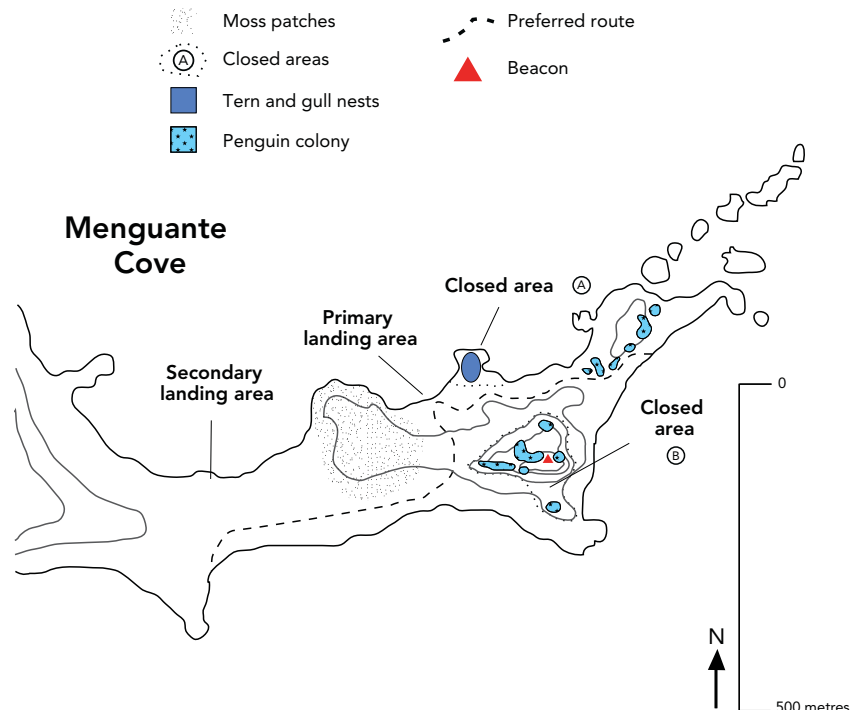 Moss patches
A
Closed areas
Tern and gull nests
Penguin colony
Preferred route
Beacon
Menguante
Cove
Closed area A
Primary
landing area
Secondary
landing area
Closed
area
B
0
N
500 metres